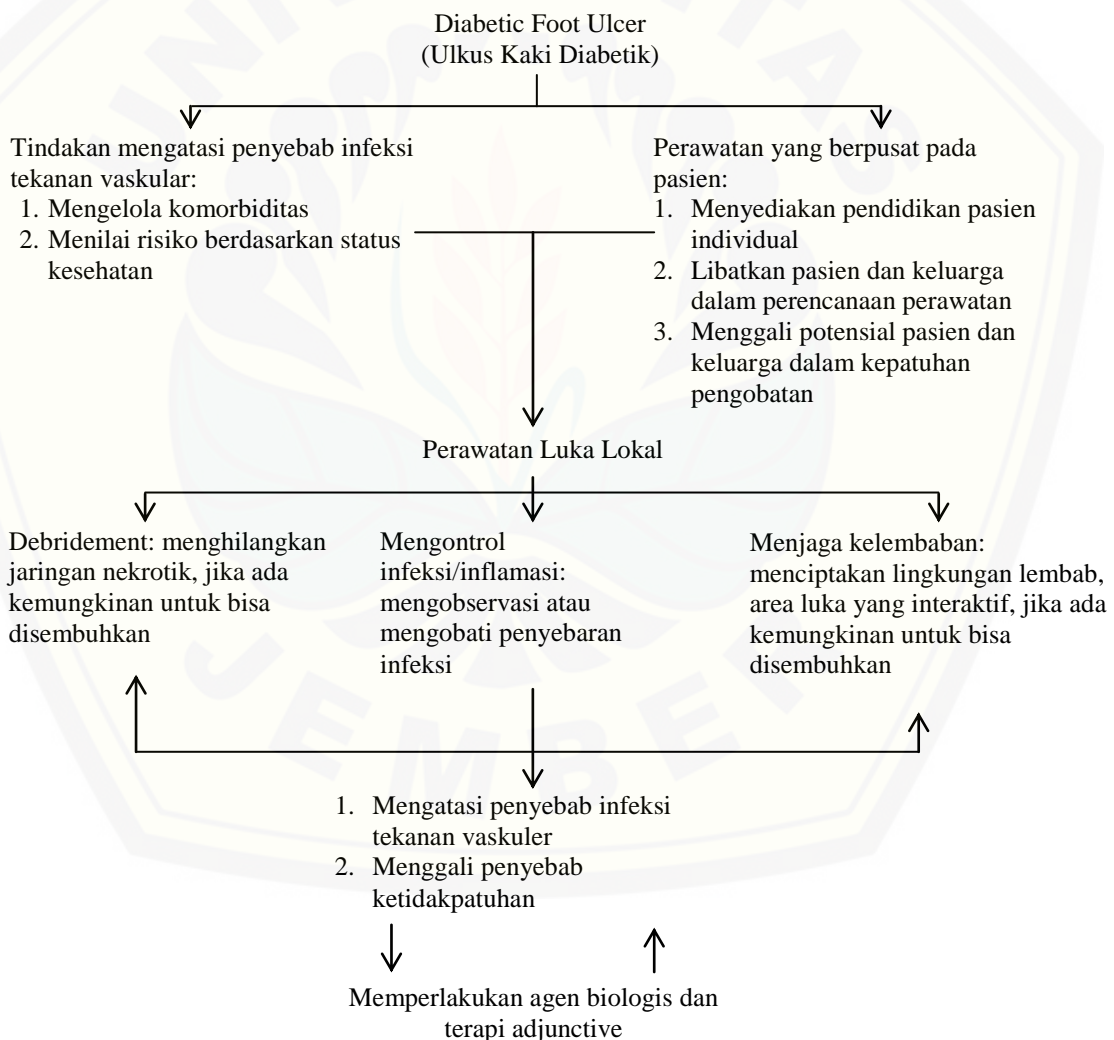 Diabetic Foot Ulcer
(Ulkus Kaki Diabetik)
Tindakan mengatasi penyebab infeksi
tekanan vaskular:
1. Mengelola komorbiditas
2. Menilai risiko berdasarkan status
kesehatan
Perawatan yang berpusat pada
pasien:
1. Menyediakan pendidikan pasien
individual
2. Libatkan pasien dan keluarga
dalam perencanaan perawatan
3. Menggali potensial pasien dan
keluarga dalam kepatuhan
pengobatan
Perawatan Luka Lokal
Debridement: menghilangkan
jaringan nekrotik, jika ada
kemungkinan untuk bisa
disembuhkan
Mengontrol
infeksi/inflamasi:
mengobservasi atau
mengobati penyebaran
infeksi
Menjaga kelembaban:
menciptakan lingkungan lembab,
area luka yang interaktif, jika ada
kemungkinan untuk bisa
disembuhkan
1. Mengatasi penyebab infeksi
tekanan vaskuler
2. Menggali penyebab
ketidakpatuhan
Memperlakukan agen biologis dan
terapi adjunctive
JEMBER